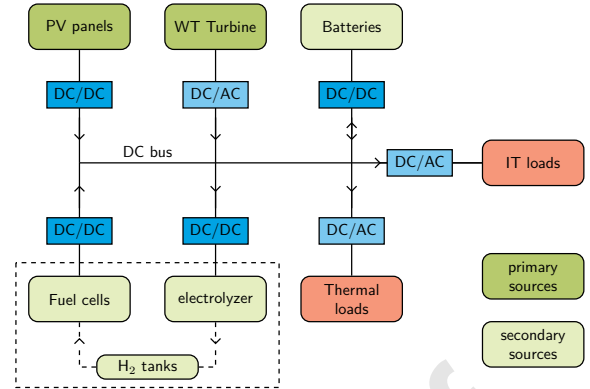 PV panels
WT Turbine
Batteries
DC/DC
DC/AC
DC/DC
DC bus
DC/AC
IT loads
DC/DC
DC/DC
DC/AC
Fuel cells
electrolyzer
Thermal
loads
primary
sources
H₂ tanks
secondary
sources